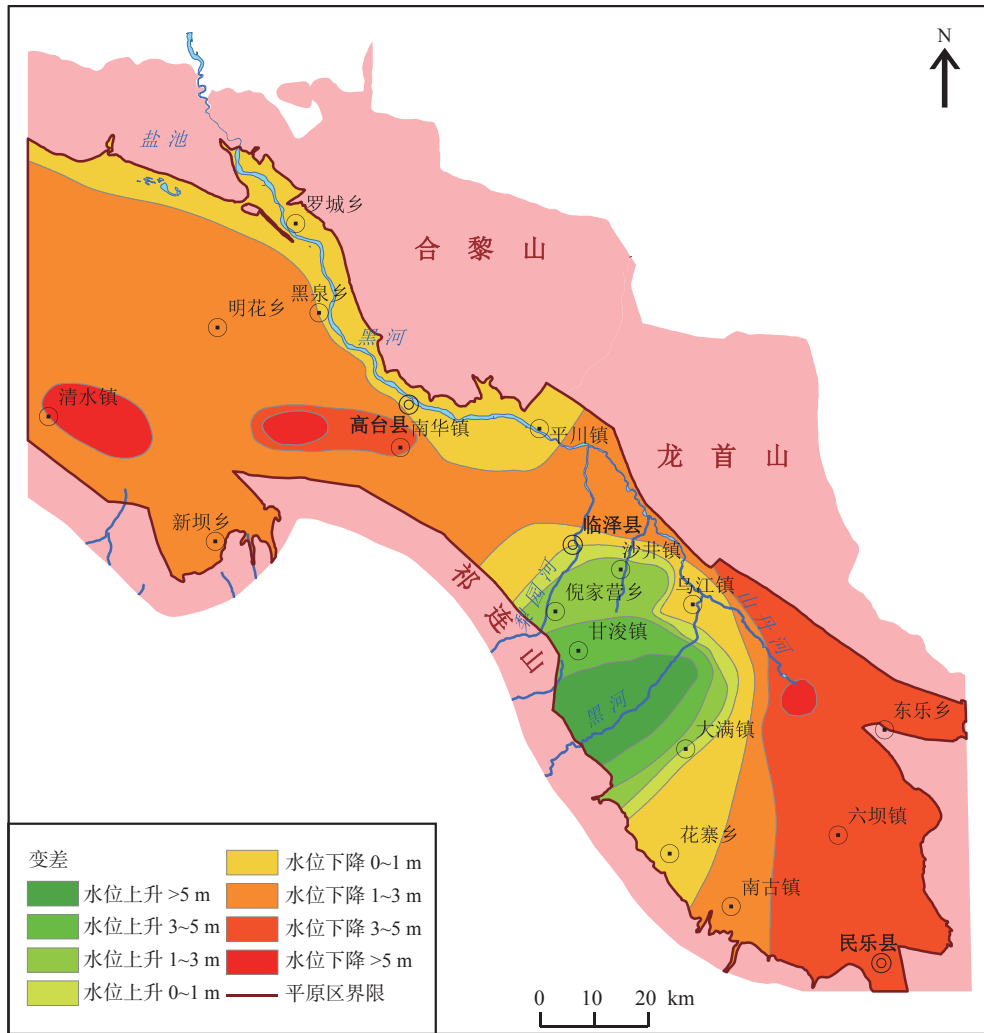 N
盐池
罗城乡
合黎山
明花乡
黑泉乡
黑河
清水镇
高台县
南华镇
平川镇
龙首山
新坝乡
临泽县
沙井镇
祁连山
梨园河
倪家营乡
乌江镇
山丹河
甘浚镇
黑河
大满镇
东乐乡
六坝镇
花寨乡
南古镇
民乐县
变差
水位上升 >5 m
水位上升 3~5 m
水位上升 1~3 m
水位上升 0~1 m
水位下降 0~1 m
水位下降 1~3 m
水位下降 3~5 m
水位下降 >5 m
平原区界限
0 10 20 km